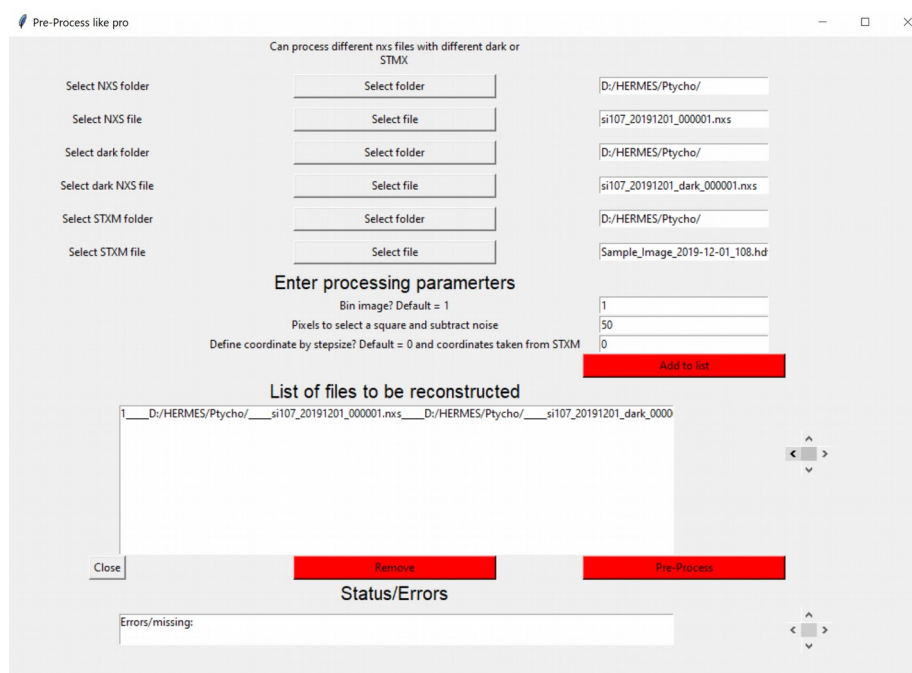 Pre-Process like pro
Can process different nxs files with different dark or
STMX
Select NXS folder Select folder D:/HERMES/Ptycho/
Select NXS file Select file si107_20191201_000001.nxs
Select dark folder Select folder D:/HERMES/Ptycho/
Select dark NXS file Select file si107_20191201_dark_000001.nxs
Select STXM folder Select folder D:/HERMES/Ptycho/
Select STXM file Select file Sample_Image_2019-12-01_108.hd
Enter processing paramerters
Bin image? Default = 1 1
Pixels to select a square and subtract noise 50
Define coordinate by stepsize? Default = 0 and coordinates taken from STXM 0
Add to list
List of files to be reconstructed
1____D:/HERMES/Ptycho/____si107_20191201_000001.nxs____D:/HERMES/Ptycho/____si107_20191201_dark_0000
Close Remove Pre-Process
Status/Errors
Errors/missing: